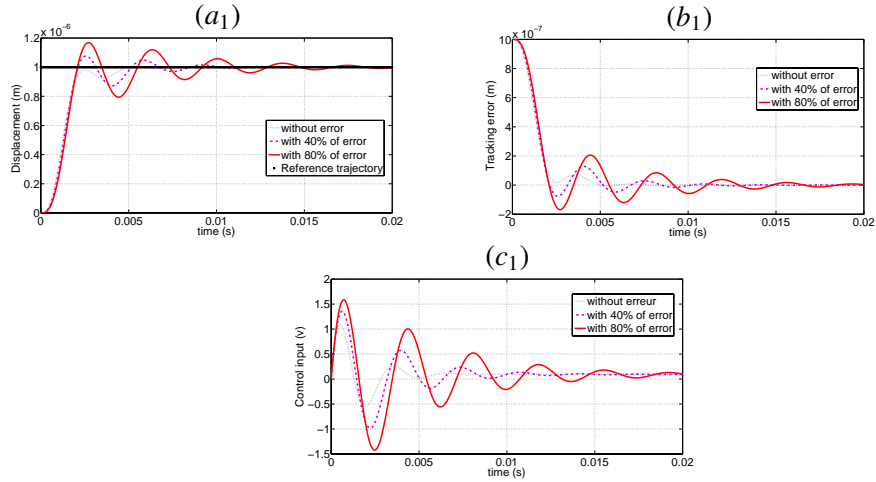 (a₁)
x 10⁻⁶
1.2
1
0.8
0.6
0.4
0.2
0
Displacement (m)
without error
with 40% of error
with 80% of error
Reference trajectory
0
0.005
0.01
0.015
0.02
time (s)
(b₁)
x 10⁻⁷
10
8
6
4
2
0
−2
Tracking error (m)
without error
with 40% of error
with 80% of error
0
0.005
0.01
0.015
0.02
time (s)
(c₁)
2
1.5
1
0.5
0
−0.5
−1
−1.5
Control input (v)
without erreur
with 40% of error
with 80% of error
0
0.005
0.01
0.015
0.02
time (s)